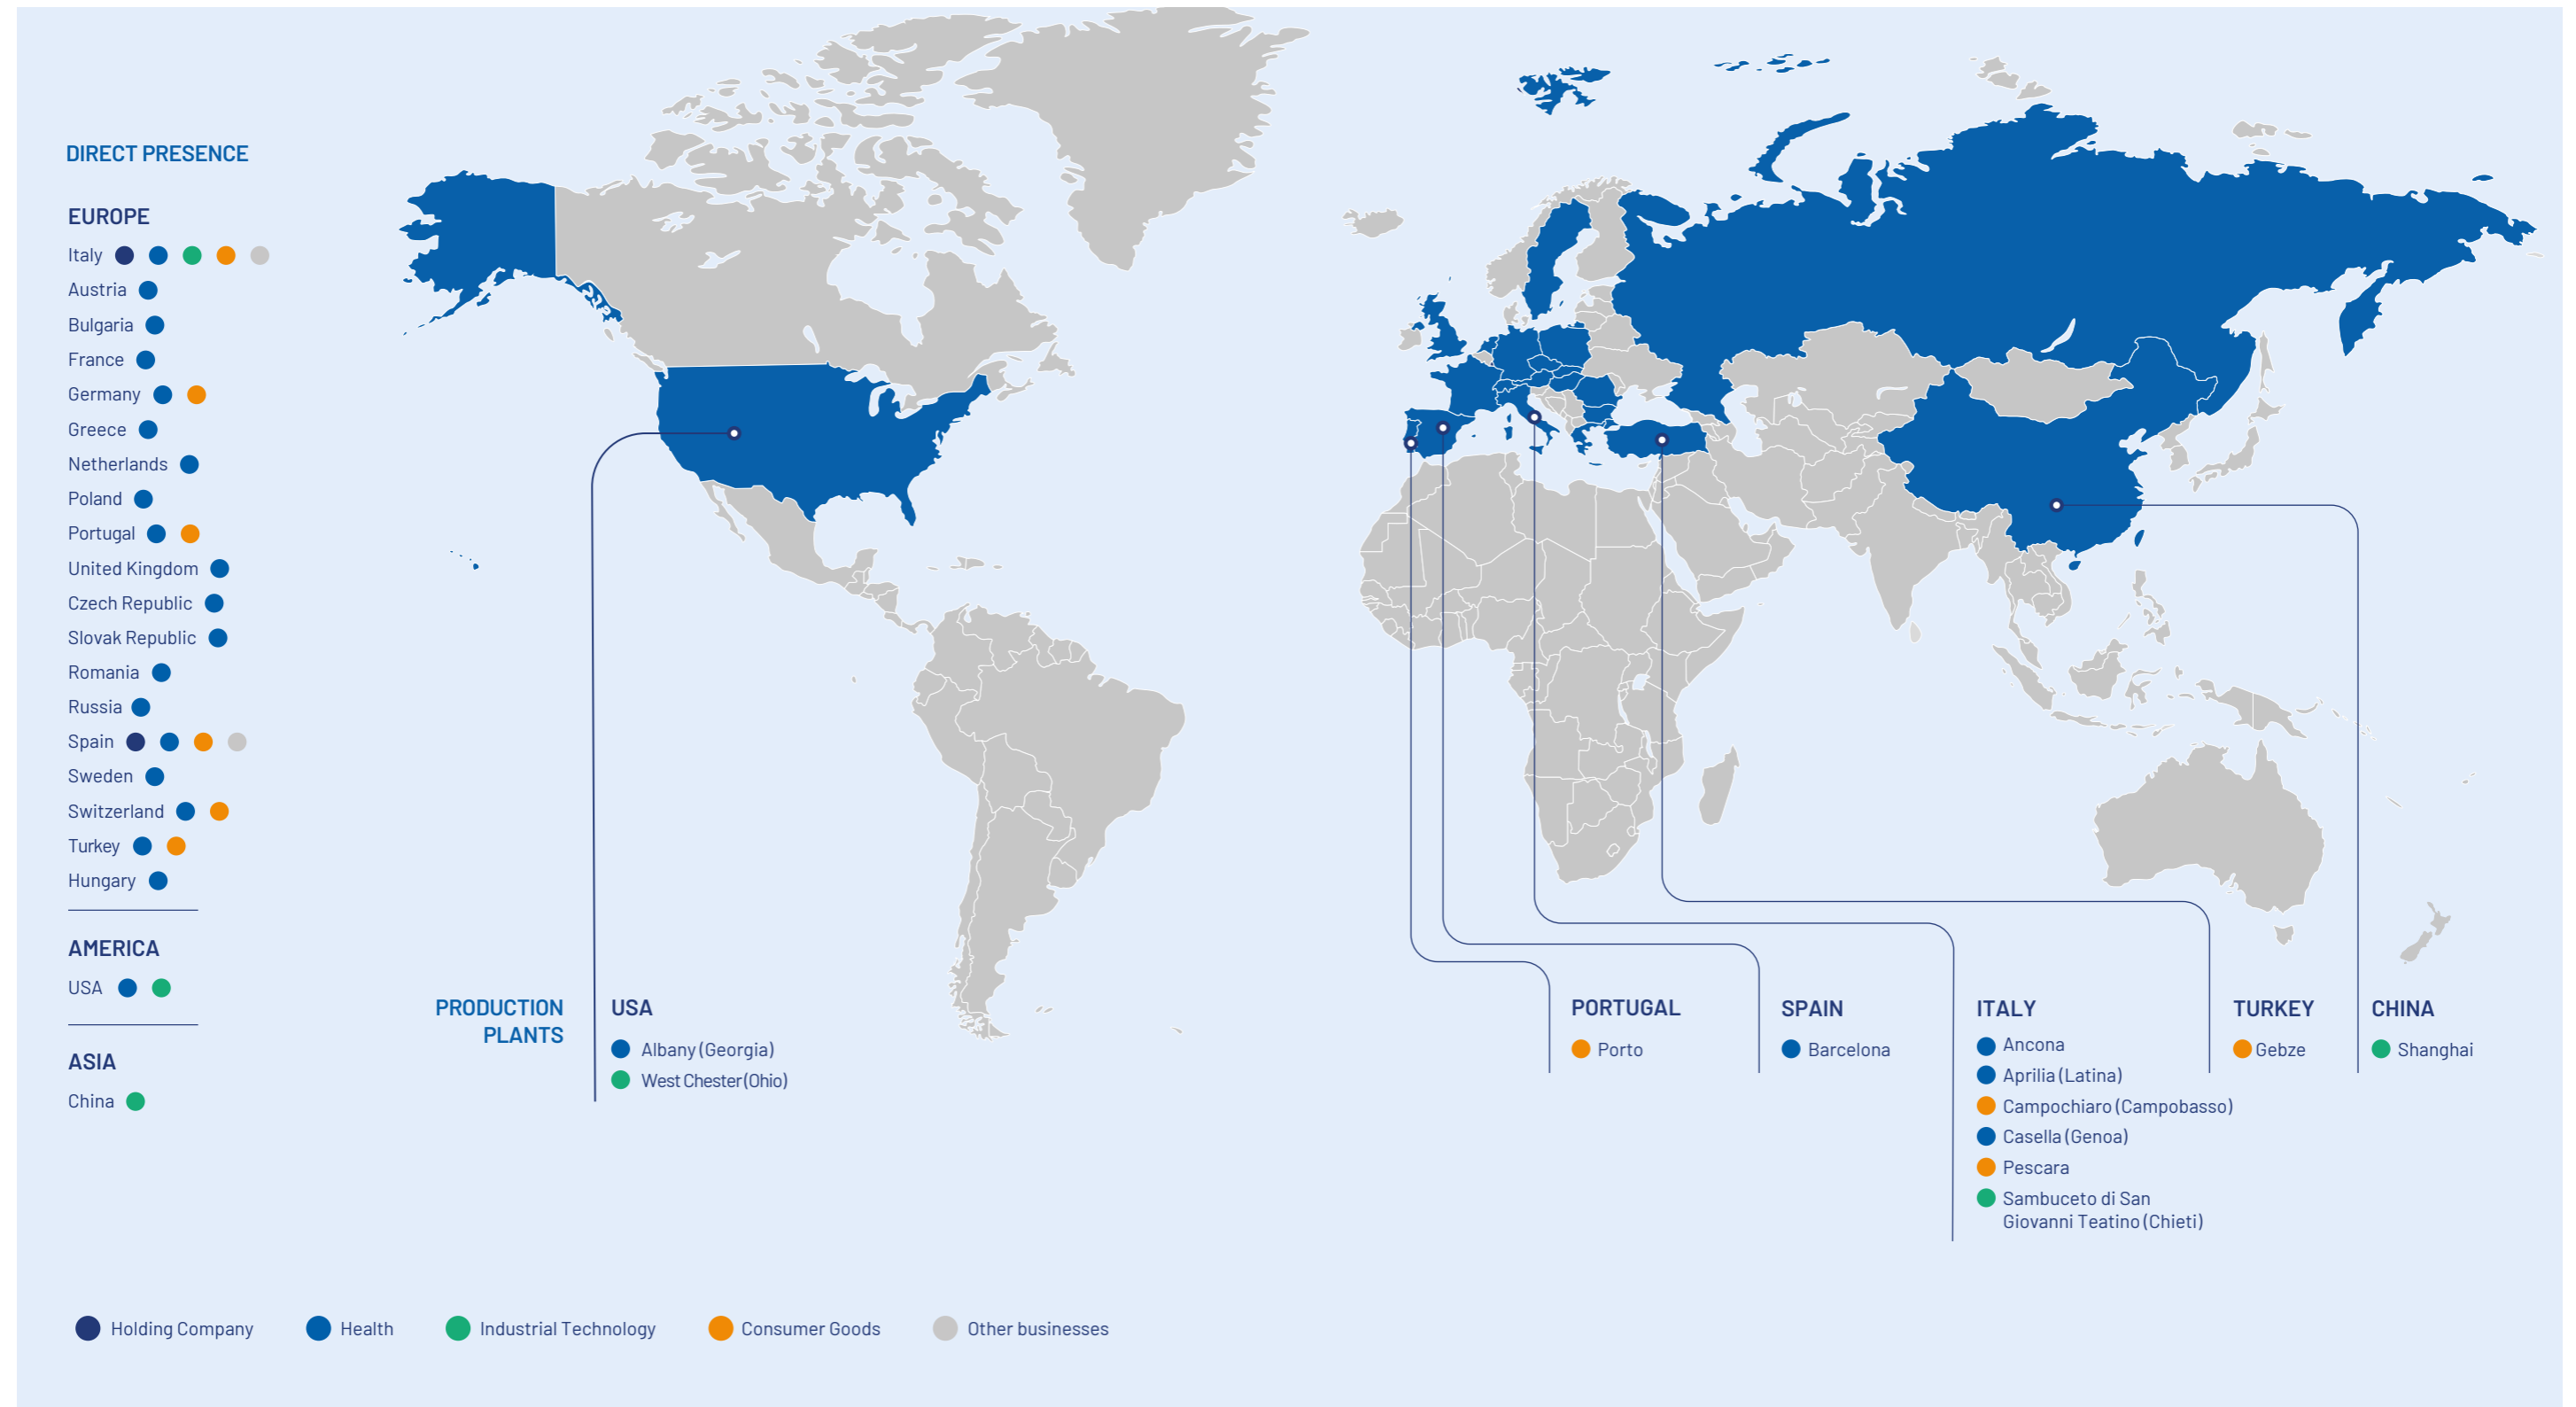 DIRECT PRESENCE
EUROPE
Italy
Austria
Bulgaria
France
Germany
Greece
Netherlands
Poland
Portugal
United Kingdom
Czech Republic
Slovak Republic
Romania
Russia
Spain
Sweden
Switzerland
Turkey
Hungary
AMERICA
USA
ASIA
China
PRODUCTION
PLANTS
USA
Albany (Georgia)
West Chester (Ohio)
PORTUGAL
Porto
SPAIN
Barcelona
ITALY
Ancona
Aprilia (Latina)
Campochiaro (Campobasso)
Casella (Genoa)
Pescara
Sambuceto di San
Giovanni Teatino (Chieti)
TURKEY
Gebze
CHINA
Shanghai
Holding Company
Health
Industrial Technology
Consumer Goods
Other businesses